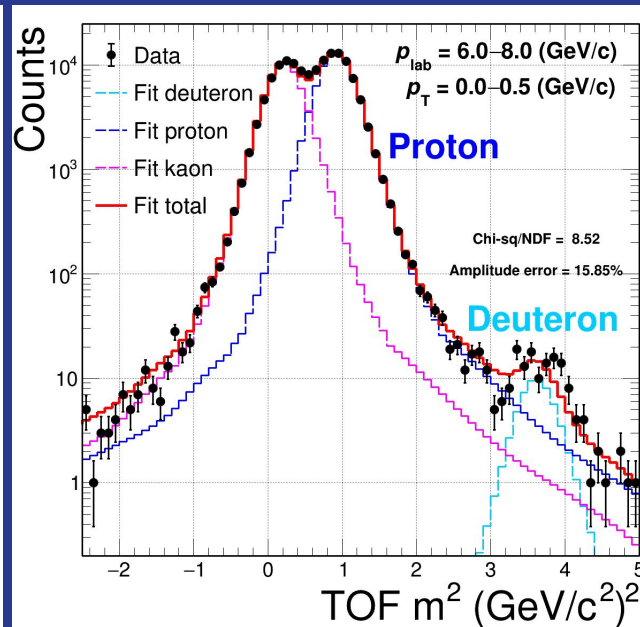 Counts
10⁴
10³
10²
10
1
Data
Fit deuteron
Fit proton
Fit kaon
Fit total
p_lab = 6.0–8.0 (GeV/c)
p_T = 0.0–0.5 (GeV/c)
Proton
Chi-sq/NDF = 8.52
Amplitude error = 15.85%
Deuteron
−2 −1 0 1 2 3 4 5
TOF m² (GeV/c²)²